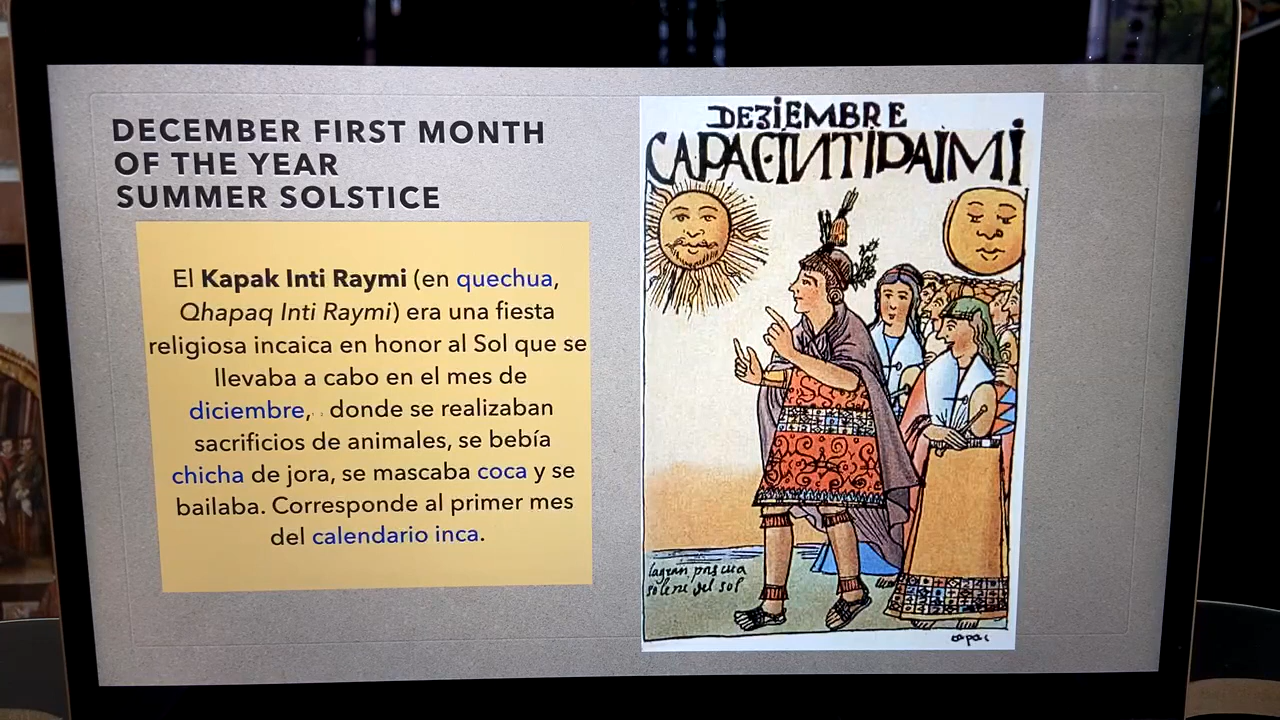 DECEMBER FIRST MONTH
OF THE YEAR
SUMMER SOLSTICE
El Kapak Inti Raymi (en quechua,
Qhapaq Inti Raymi) era una fiesta
religiosa incaica en honor al Sol que se
llevaba a cabo en el mes de
diciembre, donde se realizaban
sacrificios de animales, se bebía
chicha de jora, se mascaba coca y se
bailaba. Corresponde al primer mes
del calendario inca.
DEZIEMBRE
CAPAC·INTIRAIMI
la gran pascua
solene del sol
capac